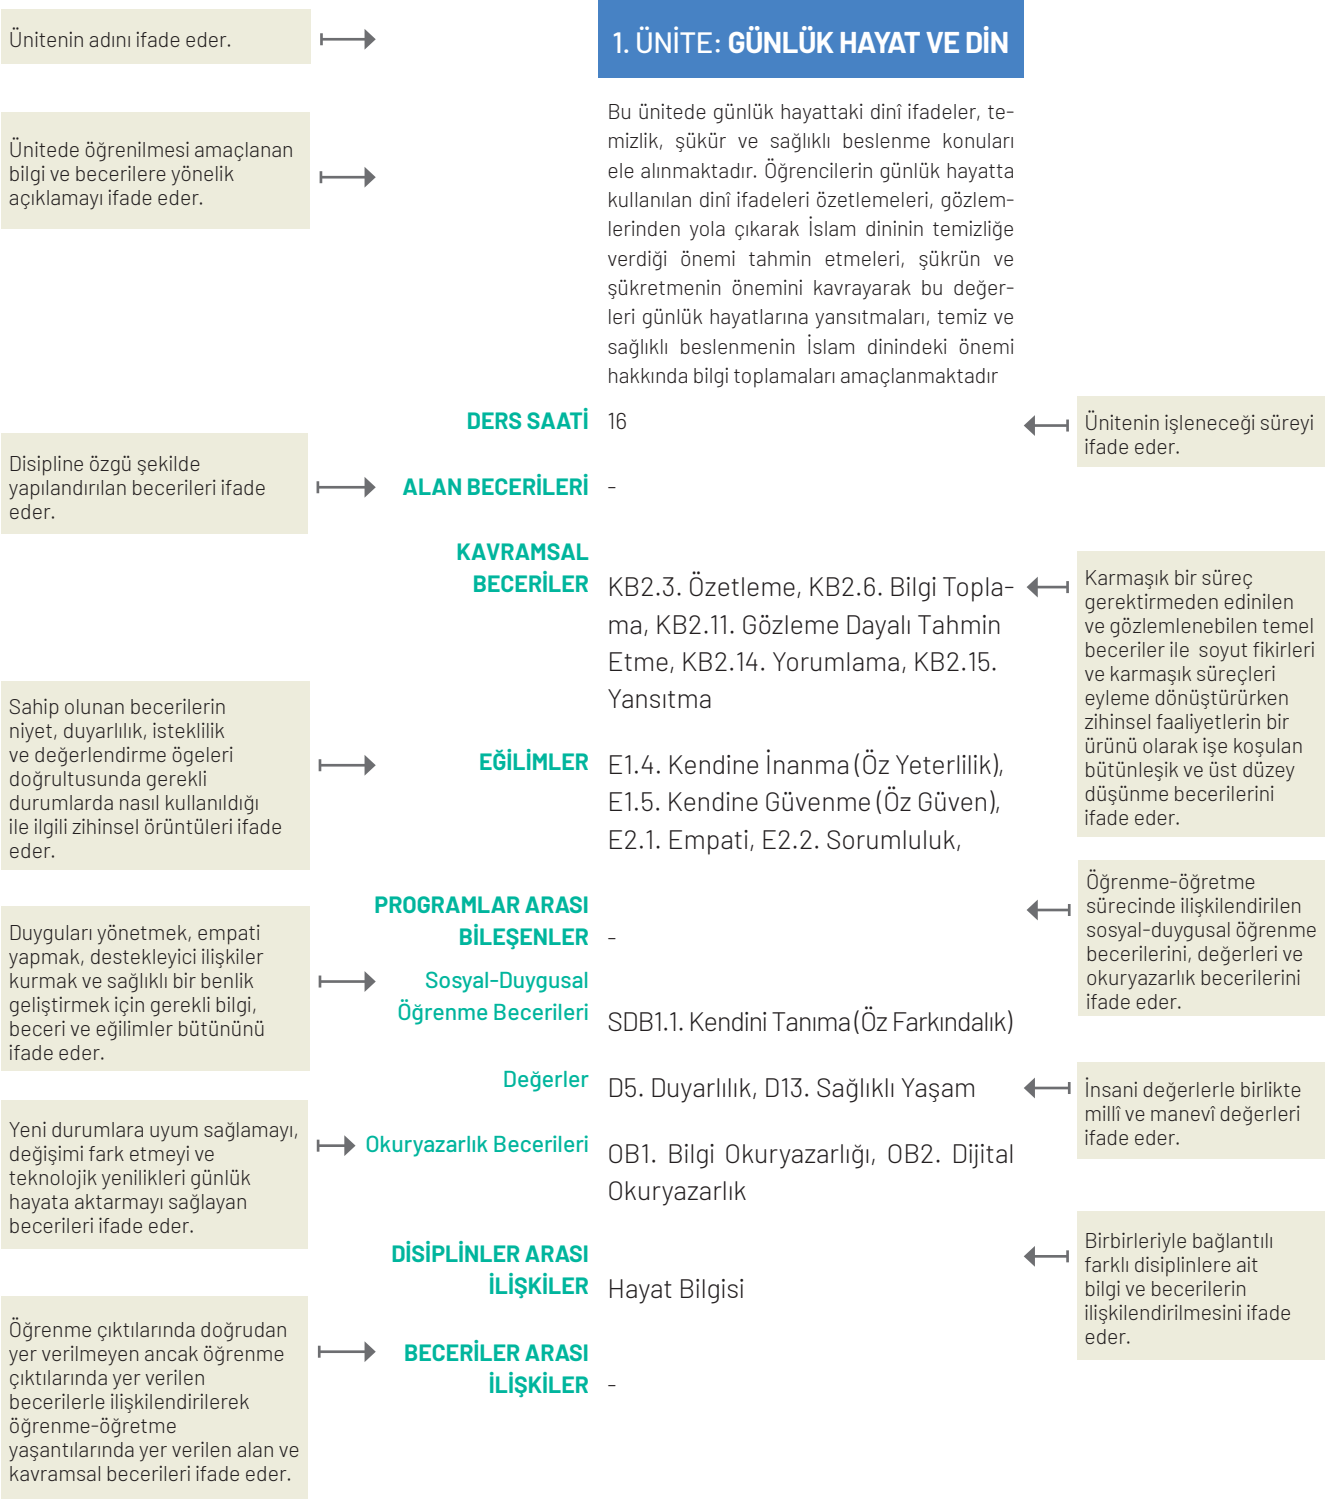 Ünitenin adını ifade eder.
1. ÜNİTE: GÜNLÜK HAYAT VE DİN
Ünitede öğrenilmesi amaçlanan
bilgi ve becerilere yönelik
açıklamayı ifade eder.
Bu ünitede günlük hayattaki dinî ifadeler, te-
mizlik, şükür ve sağlıklı beslenme konuları
ele alınmaktadır. Öğrencilerin günlük hayatta
kullanılan dinî ifadeleri özetlemeleri, gözlem-
lerinden yola çıkarak İslam dininin temizliğe
verdiği önemi tahmin etmeleri, şükrün ve
şükretmenin önemini kavrayarak bu değer-
leri günlük hayatlarına yansıtmaları, temiz ve
sağlıklı beslenmenin İslam dinindeki önemi
hakkında bilgi toplamaları amaçlanmaktadır
DERS SAATİ 16
Ünitenin işleneceği süreyi
ifade eder.
Disipline özgü şekilde
yapılandırılan becerileri ifade
eder.
ALAN BECERİLERİ -
KAVRAMSAL
BECERİLER
KB2.3. Özetleme, KB2.6. Bilgi Topla-
ma, KB2.11. Gözleme Dayalı Tahmin
Etme, KB2.14. Yorumlama, KB2.15.
Yansıtma
Karmaşık bir süreç
gerektirmeden edinilen
ve gözlemlenebilen temel
beceriler ile soyut fikirleri
ve karmaşık süreçleri
eyleme dönüştürürken
zihinsel faaliyetlerin bir
ürünü olarak işe koşulan
bütünleşik ve üst düzey
düşünme becerilerini
ifade eder.
Sahip olunan becerilerin
niyet, duyarlılık, isteklilik
ve değerlendirme ögeleri
doğrultusunda gerekli
durumlarda nasıl kullanıldığı
ile ilgili zihinsel örüntüleri ifade
eder.
EĞİLİMLER
E1.4. Kendine İnanma (Öz Yeterlilik),
E1.5. Kendine Güvenme (Öz Güven),
E2.1. Empati, E2.2. Sorumluluk,
PROGRAMLAR ARASI
BİLEŞENLER -
Öğrenme-öğretme
sürecinde ilişkilendirilen
sosyal-duygusal öğrenme
becerilerini, değerleri ve
okuryazarlık becerilerini
ifade eder.
Duyguları yönetmek, empati
yapmak, destekleyici ilişkiler
kurmak ve sağlıklı bir benlik
geliştirmek için gerekli bilgi,
beceri ve eğilimler bütününü
ifade eder.
Sosyal-Duygusal
Öğrenme Becerileri
SDB1.1. Kendini Tanıma (Öz Farkındalık)
Değerler
D5. Duyarlılık, D13. Sağlıklı Yaşam
İnsani değerlerle birlikte
millî ve manevî değerleri
ifade eder.
Yeni durumlara uyum sağlamayı,
değişimi fark etmeyi ve
teknolojik yenilikleri günlük
hayata aktarmayı sağlayan
becerileri ifade eder.
Okuryazarlık Becerileri
OB1. Bilgi Okuryazarlığı, OB2. Dijital
Okuryazarlık
DİSİPLİNLER ARASI
İLİŞKİLER
Hayat Bilgisi
Birbirleriyle bağlantılı
farklı disiplinlere ait
bilgi ve becerilerin
ilişkilendirilmesini ifade
eder.
Öğrenme çıktılarında doğrudan
yer verilmeyen ancak öğrenme
çıktılarında yer verilen
becerilerle ilişkilendirilerek
öğrenme-öğretme
yaşantılarında yer verilen alan ve
kavramsal becerileri ifade eder.
BECERİLER ARASI
İLİŞKİLER -